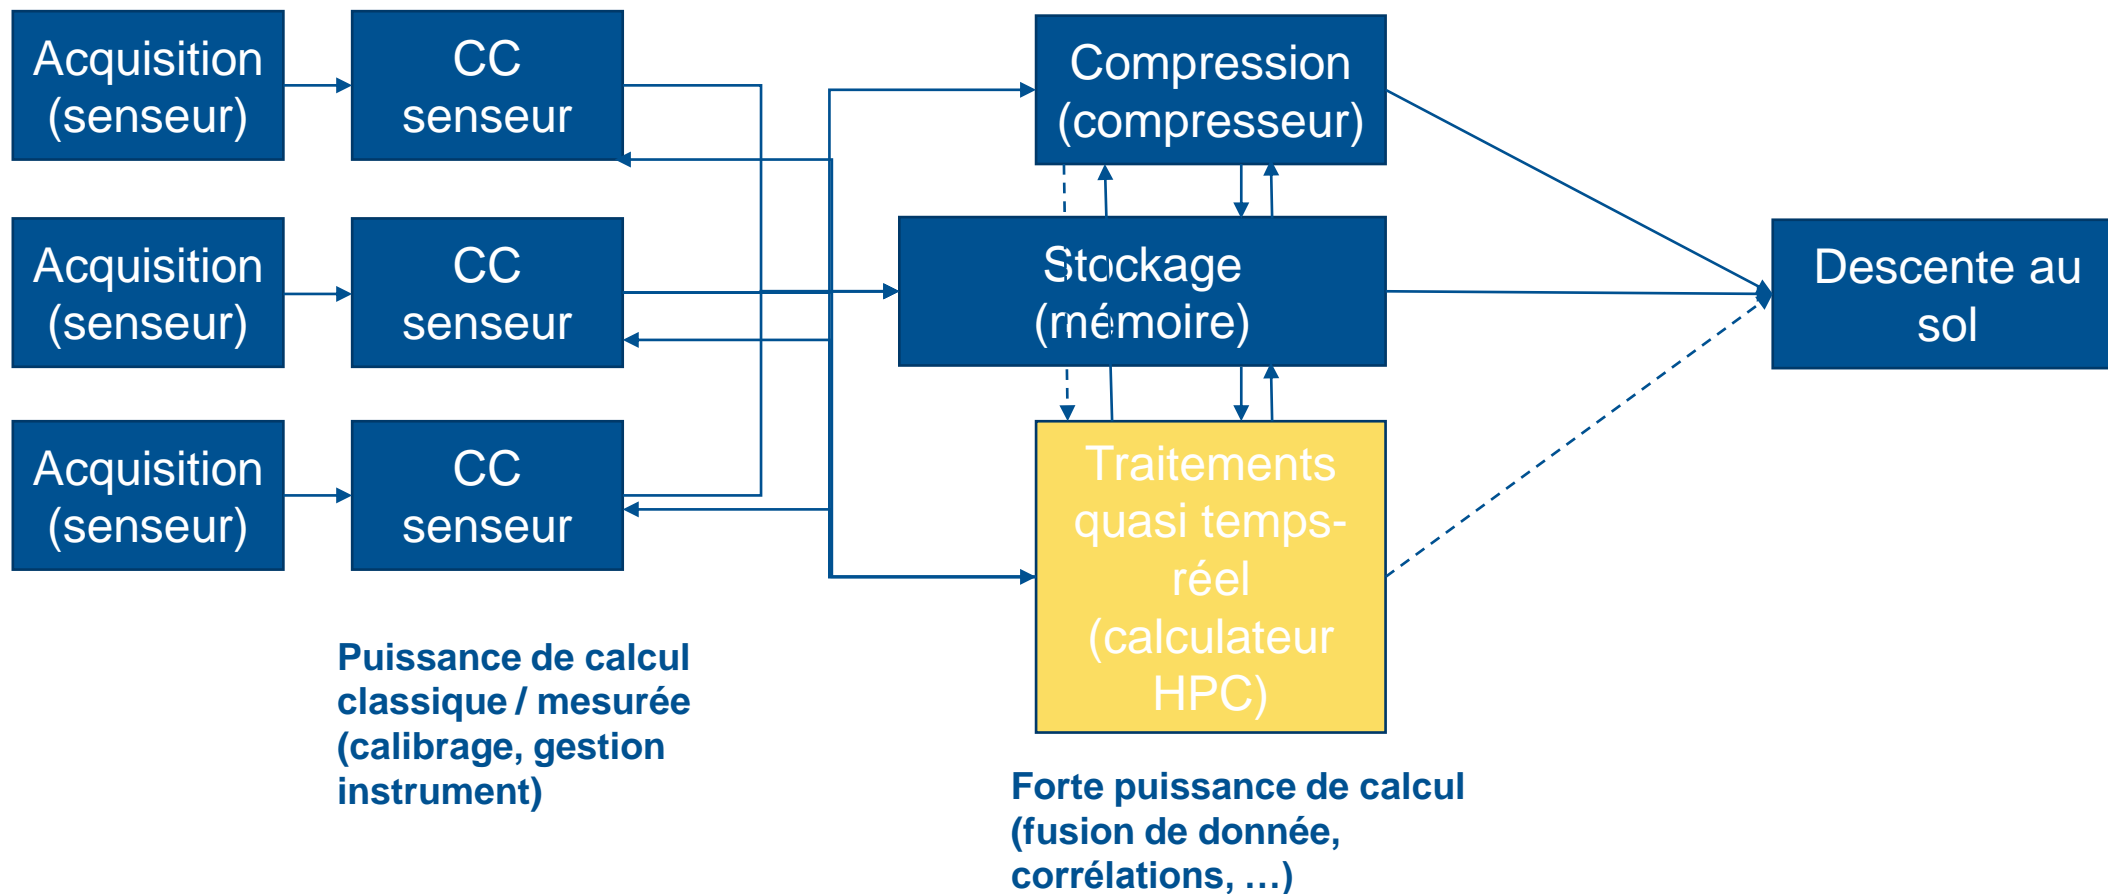 Acquisition
(senseur)
CC
senseur
Acquisition
(senseur)
CC
senseur
Acquisition
(senseur)
CC
senseur
Puissance de calcul
classique / mesurée
(calibrage, gestion
instrument)
Compression
(compresseur)
Stockage
(mémoire)
Traitements
quasi temps-
réel
(calculateur
HPC)
Forte puissance de calcul
(fusion de donnée,
corrélations, …)
Descente au
sol